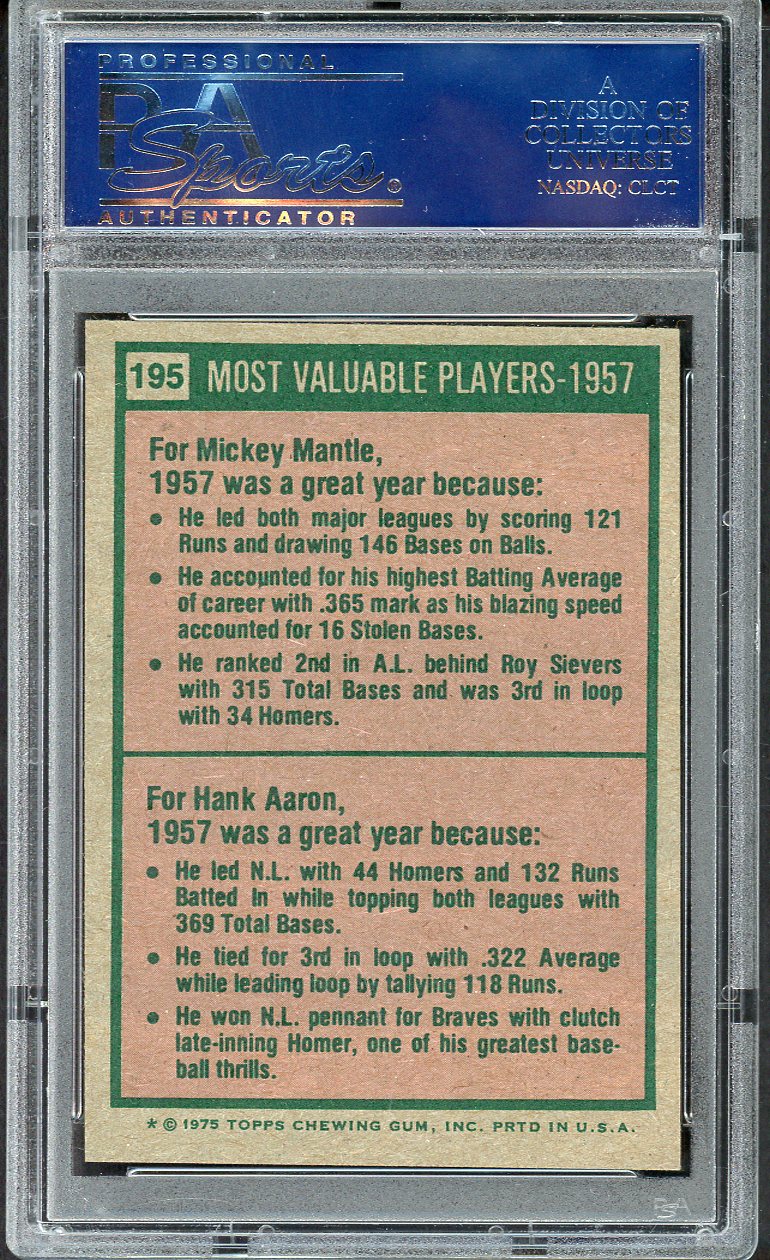 PROFESSIONAL
PSA
Sports®
AUTHENTICATOR
A
DIVISION OF
COLLECTORS
UNIVERSE
NASDAQ: CLCT
195 MOST VALUABLE PLAYERS-1957
For Mickey Mantle,
1957 was a great year because:
• He led both major leagues by scoring 121
Runs and drawing 146 Bases on Balls.
• He accounted for his highest Batting Average
of career with .365 mark as his blazing speed
accounted for 16 Stolen Bases.
• He ranked 2nd in A.L. behind Roy Sievers
with 315 Total Bases and was 3rd in loop
with 34 Homers.
For Hank Aaron,
1957 was a great year because:
• He led N.L. with 44 Homers and 132 Runs
Batted In while topping both leagues with
369 Total Bases.
• He tied for 3rd in loop with .322 Average
while leading loop by tallying 118 Runs.
• He won N.L. pennant for Braves with clutch
late-inning Homer, one of his greatest base-
ball thrills.
* © 1975 TOPPS CHEWING GUM, INC. PRTD IN U.S.A.
PSA